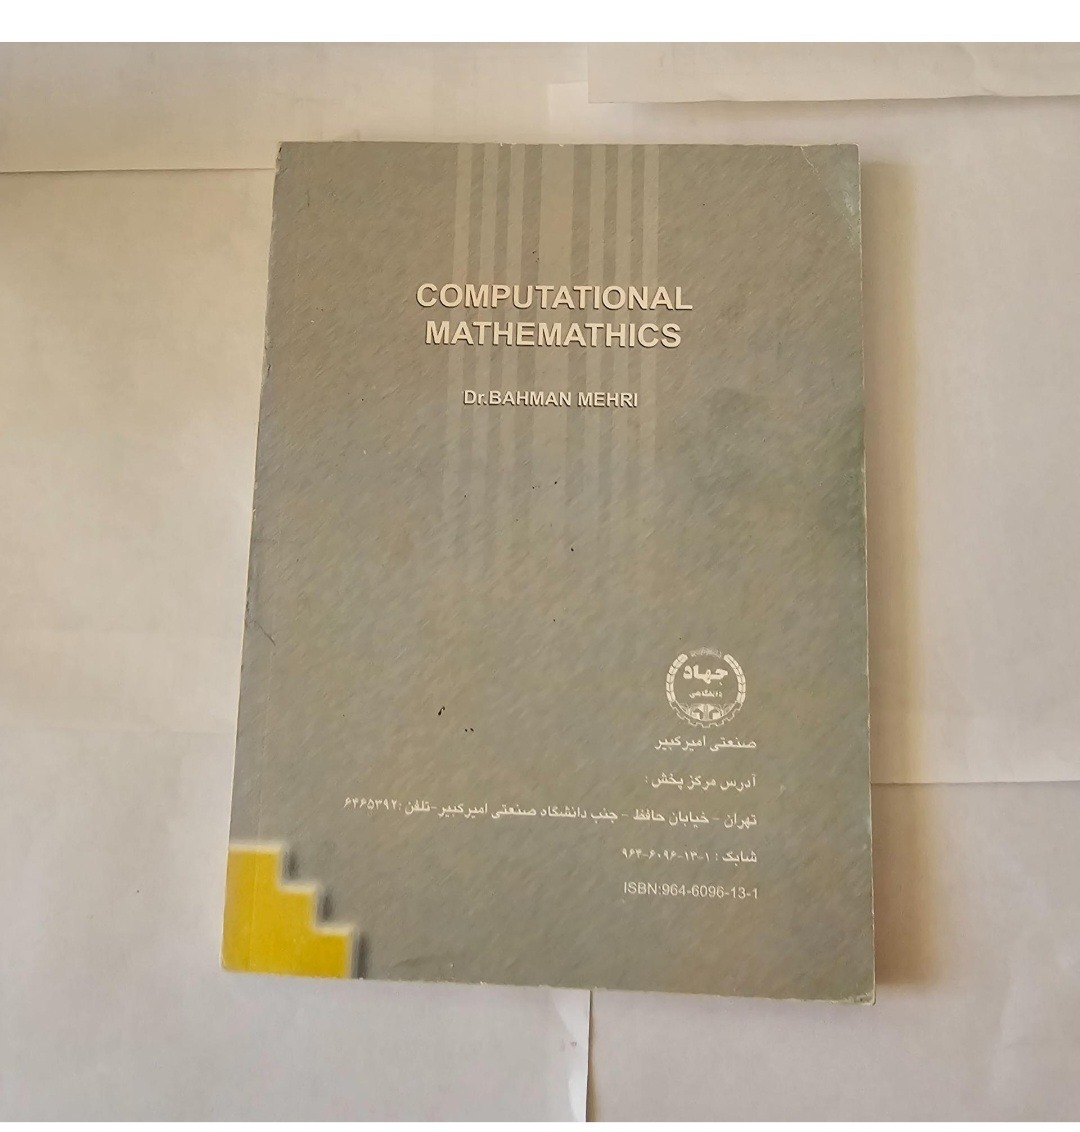 COMPUTATIONAL
MATHEMATHICS
Dr.BAHMAN MEHRI
جهاد
دانشگاهی
صنعتی امیرکبیر
آدرس مرکز پخش :
تهران - خیابان حافظ - جنب دانشگاه صنعتی امیرکبیر-تلفن :۶۴۶۵۳۹۲
شابک : ۱-۱۳-۶۰۹۶-۹۶۴
ISBN:964-6096-13-1